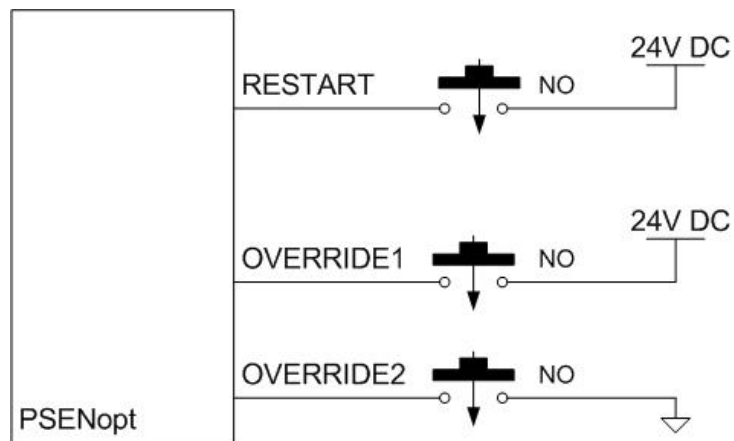 24V DC
RESTART
NO
24V DC
OVERRIDE1
NO
OVERRIDE2
NO
PSENopt